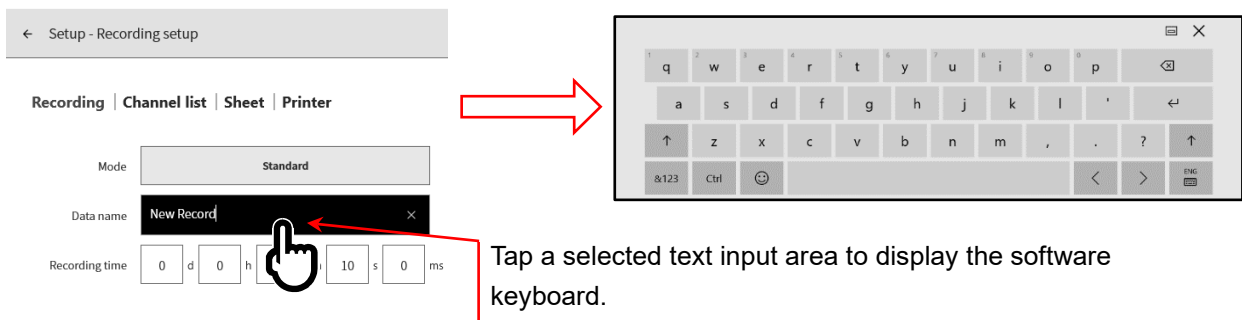 ← Setup - Recording setup
Recording | Channel list | Sheet | Printer
Mode Standard
Data name New Record ×
Recording time 0 d 0 h 10 s 0 ms
1 q 2 w 3 e 4 r 5 t 6 y 7 u 8 i 9 o 0 p
a s d f g h j k l '
↑ z x c v b n m , . ? ↑
&123 Ctrl < > ENG
Tap a selected text input area to display the software
keyboard.